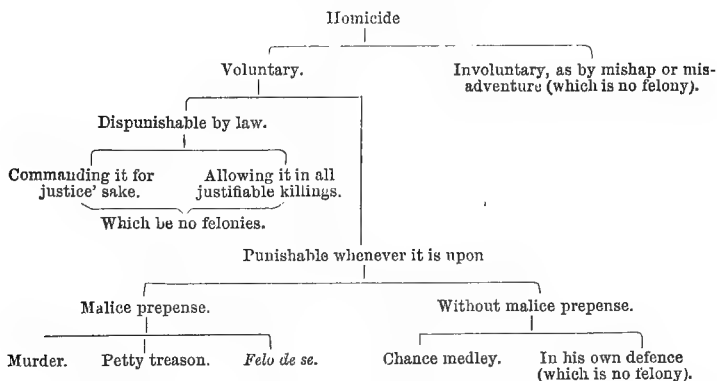 Homicide
Voluntary.
Involuntary, as by mishap or mis-
adventure (which is no felony).
Dispunishable by law.
Commanding it for
justice' sake.
Allowing it in all
justifiable killings.
Which be no felonies.
Punishable whenever it is upon
Malice prepense.
Without malice prepense.
Murder.
Petty treason.
Felo de se.
Chance medley.
In his own defence
(which is no felony).